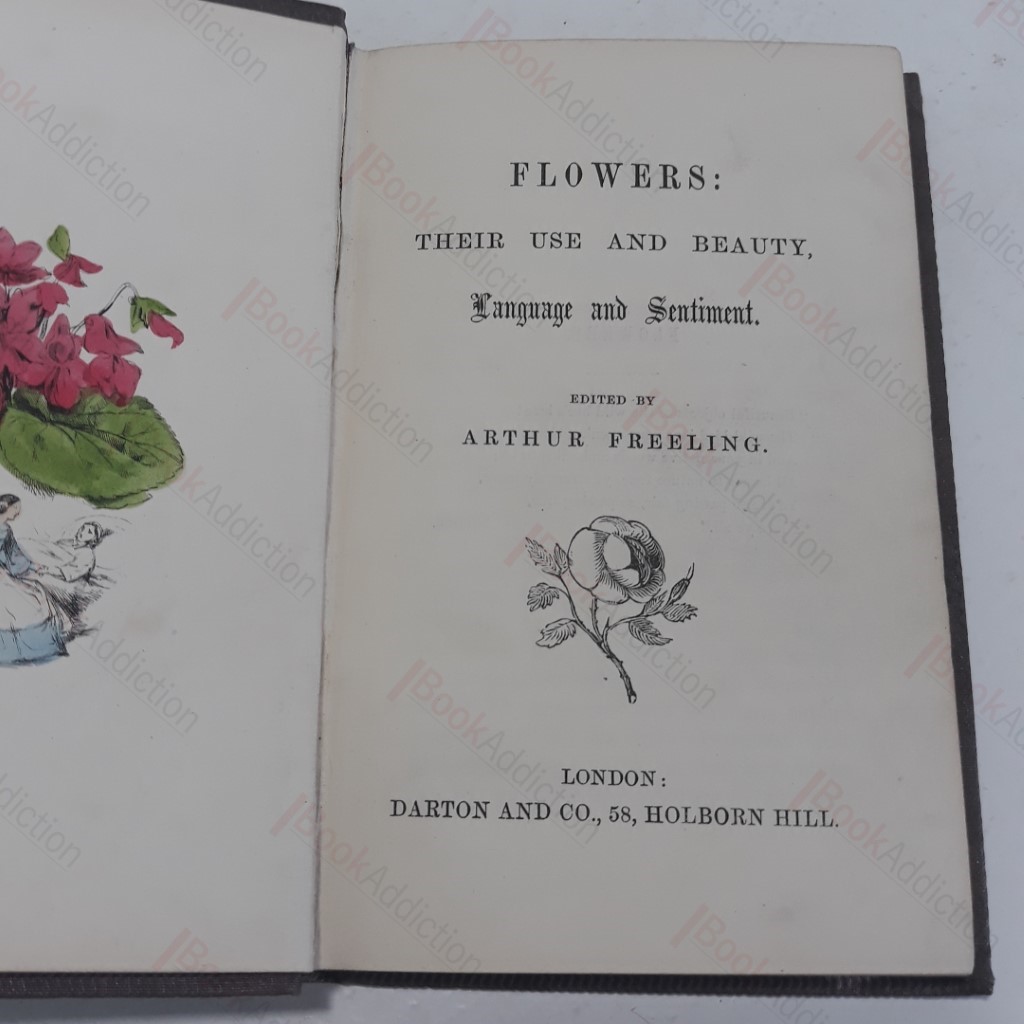 FLOWERS:
THEIR USE AND BEAUTY,
Language and Sentiment.
EDITED BY
ARTHUR FREELING.
LONDON:
DARTON AND CO., 58, HOLBORN HILL.
BookAddiction